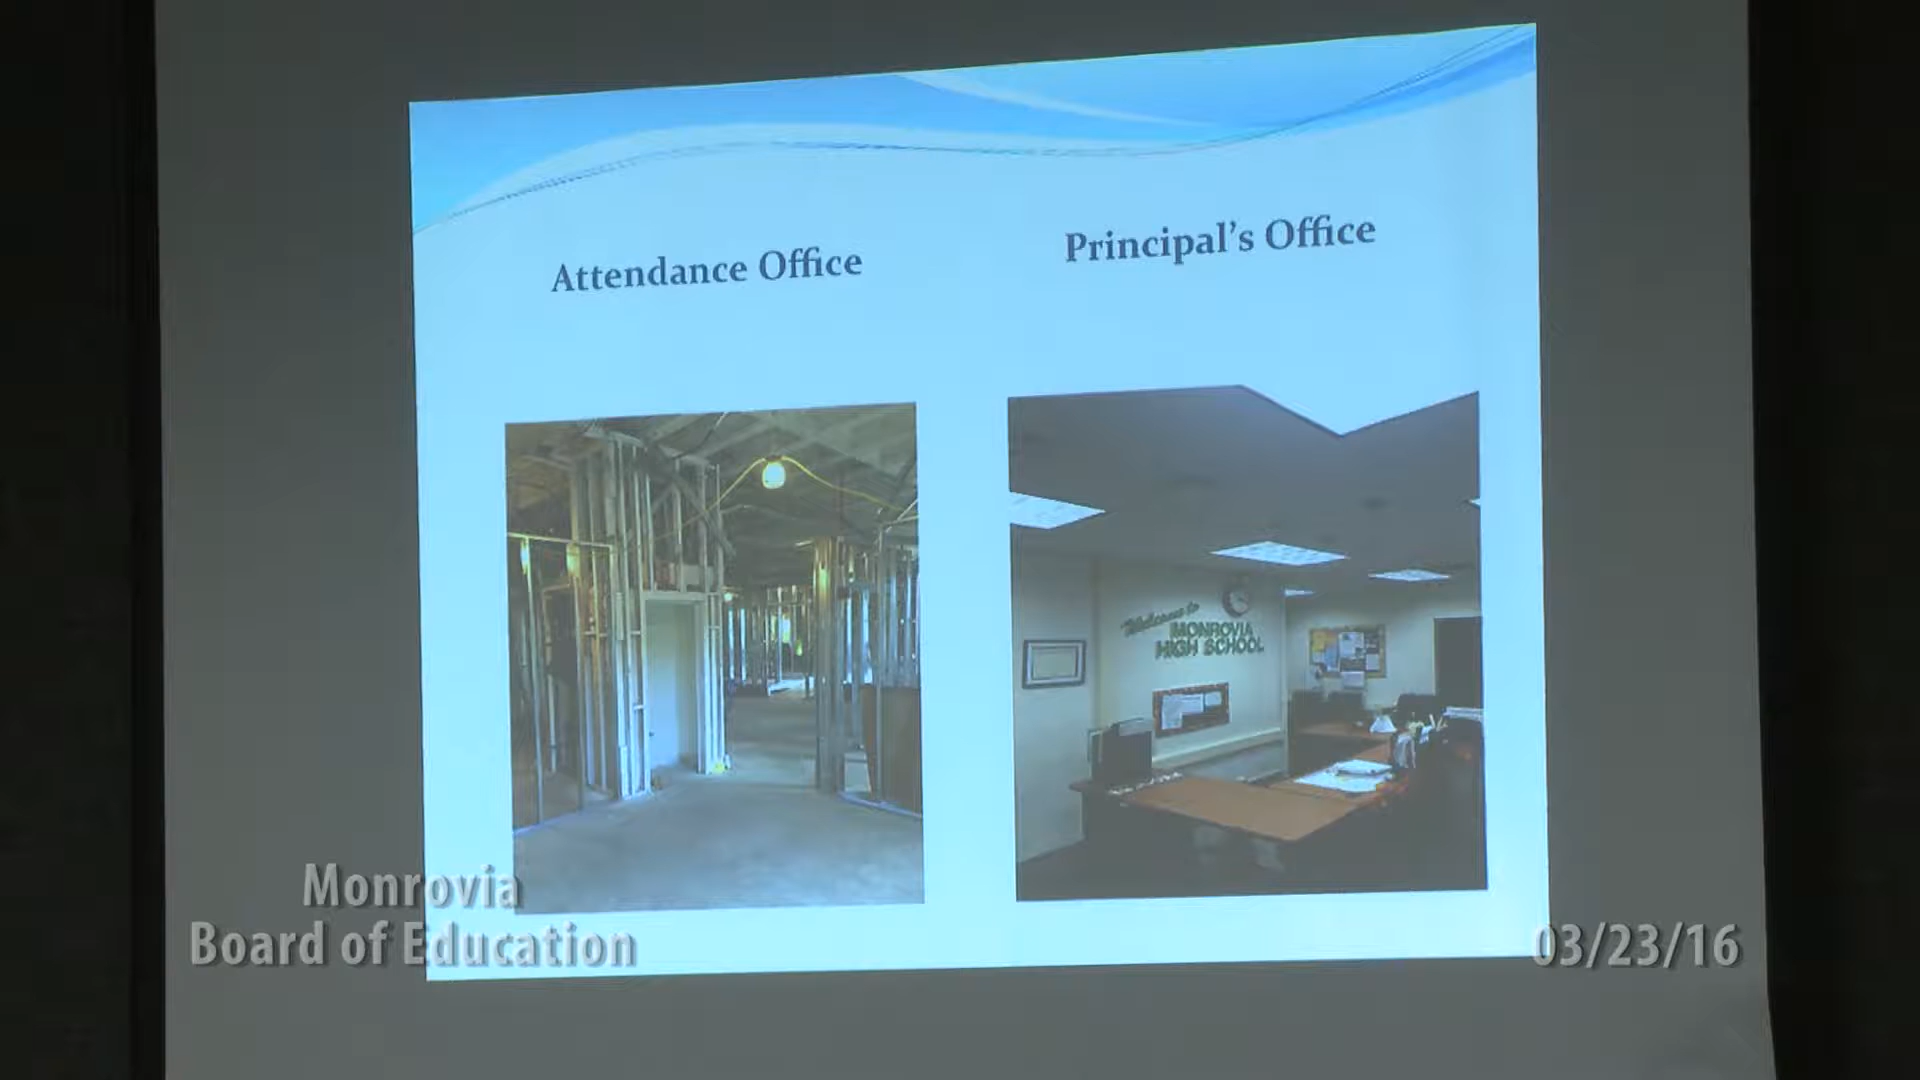 Attendance Office
Principal's Office
Welcome to
MONROVIA
HIGH SCHOOL
Monrovia
Board of Education
03/23/16